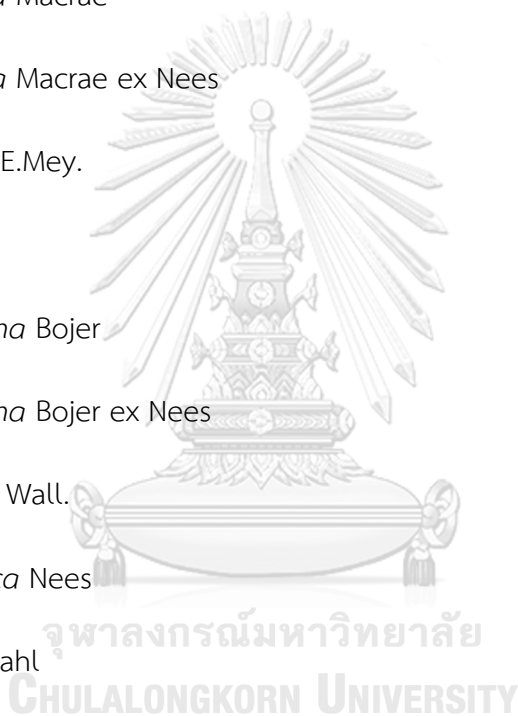 Macrae
a Macrae ex Nees
E.Mey.
na Bojer
na Bojer ex Nees
Wall.
ca Nees
ahl
จุฬาลงกรณ์มหาวิทยาลัย
CHULALONGKORN UNIVERSITY